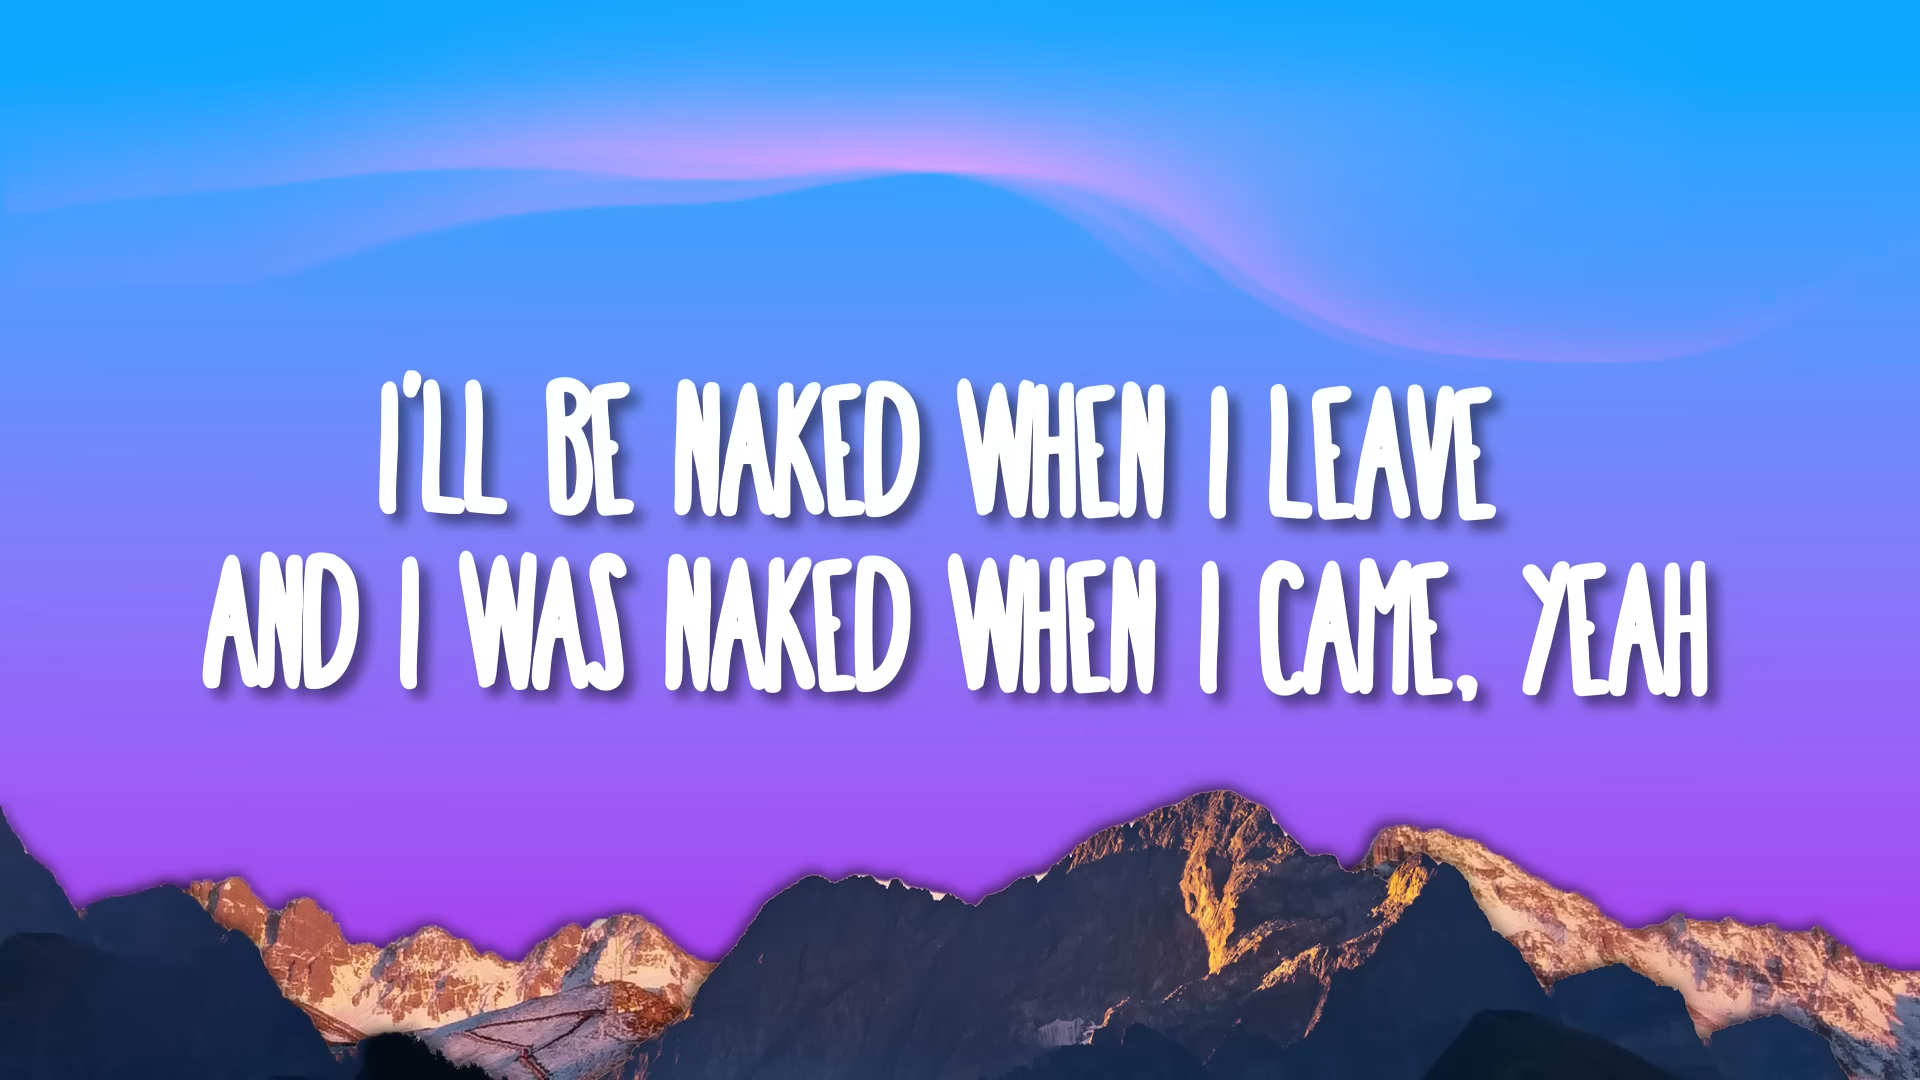 I'LL BE NAKED WHEN I LEAVE
AND I WAS NAKED WHEN I CAME, YEAH